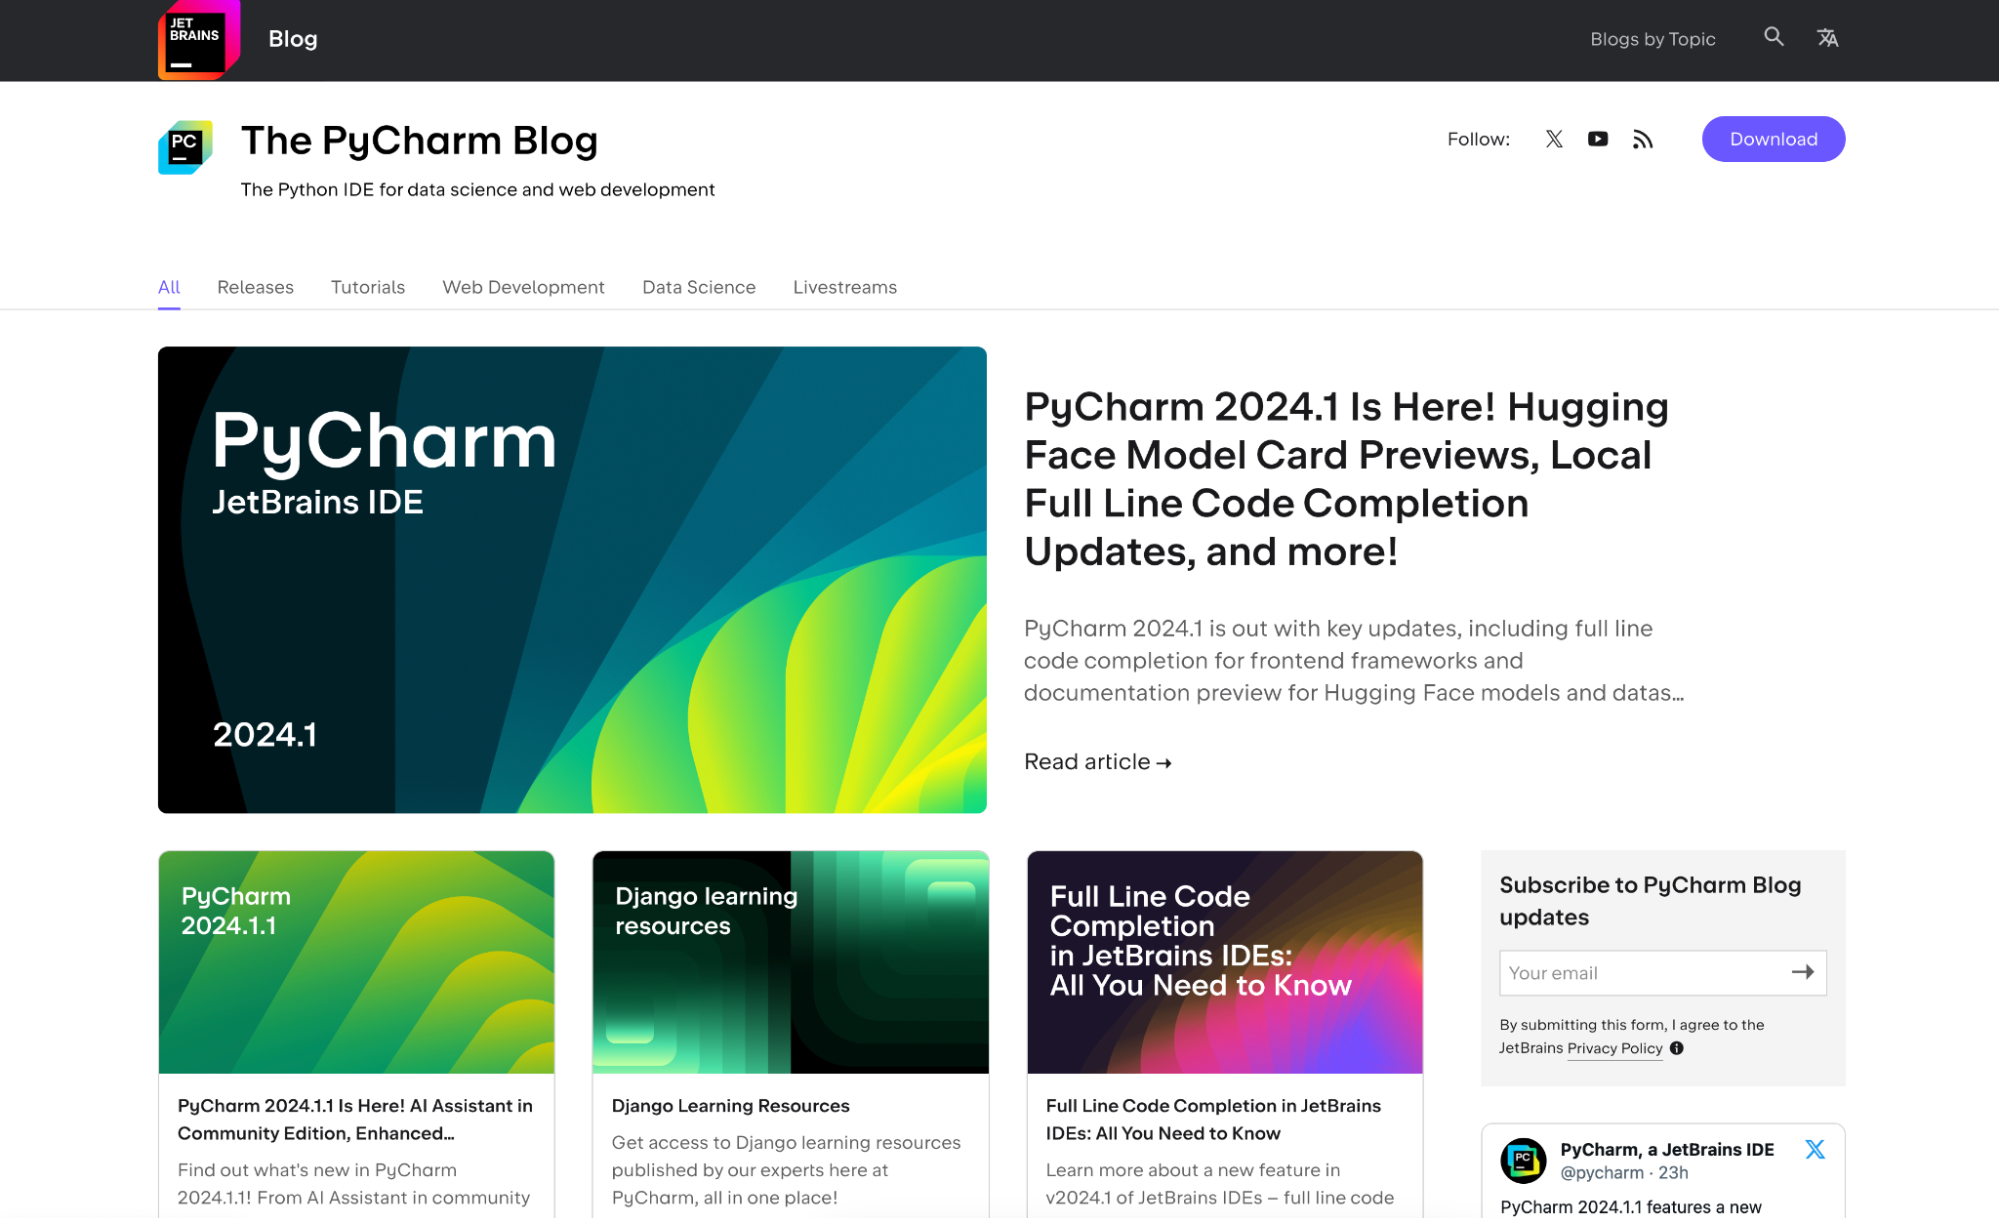 JET
BRAINS
Blog
Blogs by Topic
PC
The PyCharm Blog
The Python IDE for data science and web development
Follow:
Download
All
Releases
Tutorials
Web Development
Data Science
Livestreams
PyCharm
JetBrains IDE
2024.1
PyCharm 2024.1 Is Here! Hugging
Face Model Card Previews, Local
Full Line Code Completion
Updates, and more!
PyCharm 2024.1 is out with key updates, including full line
code completion for frontend frameworks and
documentation preview for Hugging Face models and datas…
Read article →
PyCharm
2024.1.1
PyCharm 2024.1.1 Is Here! AI Assistant in
Community Edition, Enhanced…
Find out what's new in PyCharm
2024.1.1! From AI Assistant in community
Django learning
resources
Django Learning Resources
Get access to Django learning resources
published by our experts here at
PyCharm, all in one place!
Full Line Code
Completion
in JetBrains IDEs:
All You Need to Know
Full Line Code Completion in JetBrains
IDEs: All You Need to Know
Learn more about a new feature in
v2024.1 of JetBrains IDEs – full line code
Subscribe to PyCharm Blog
updates
Your email
By submitting this form, I agree to the
JetBrains Privacy Policy
PC
PyCharm, a JetBrains IDE
@pycharm · 23h
PyCharm 2024.1.1 features a new